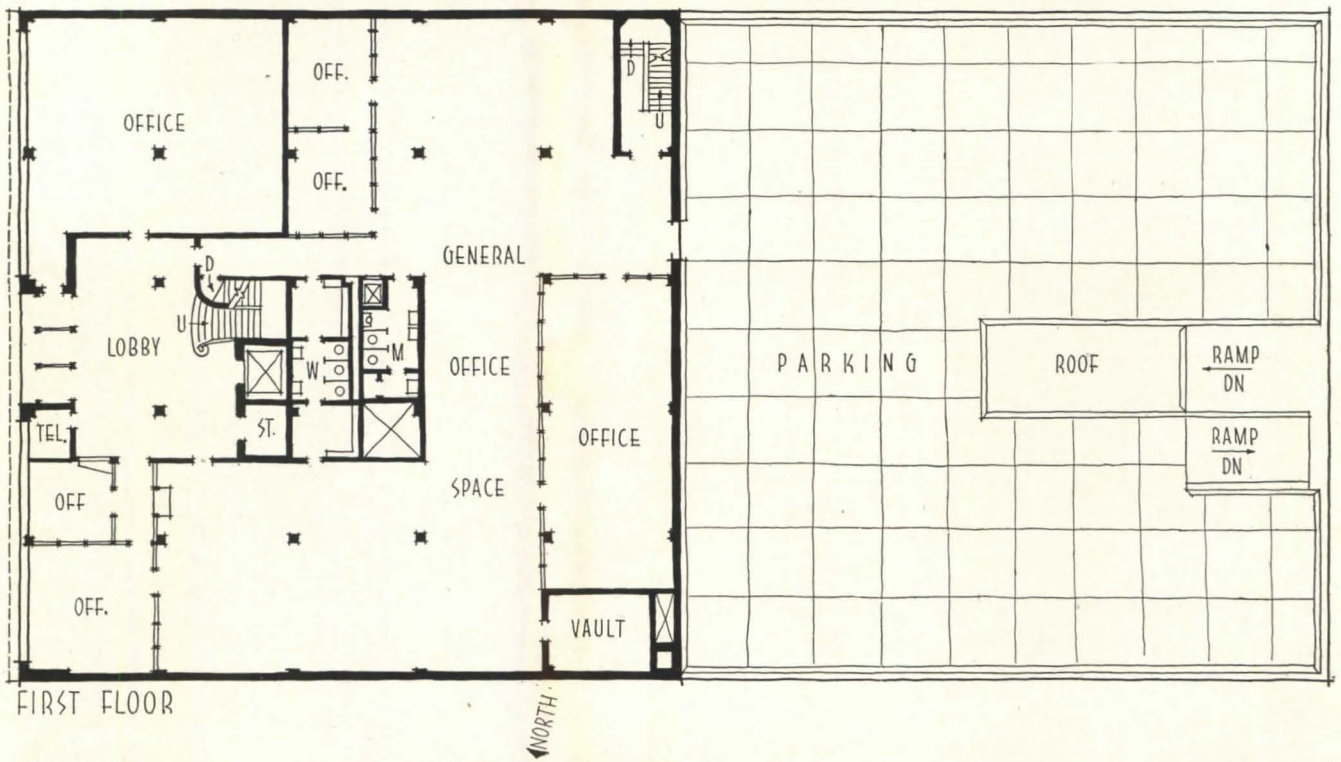 OFFICE
OFF.
OFF.
D
U
GENERAL
D
U
LOBBY
W
M
OFFICE
TEL.
ST.
OFFICE
SPACE
OFF
OFF.
VAULT
PARKING
ROOF
RAMP
DN
RAMP
DN
FIRST FLOOR
NORTH